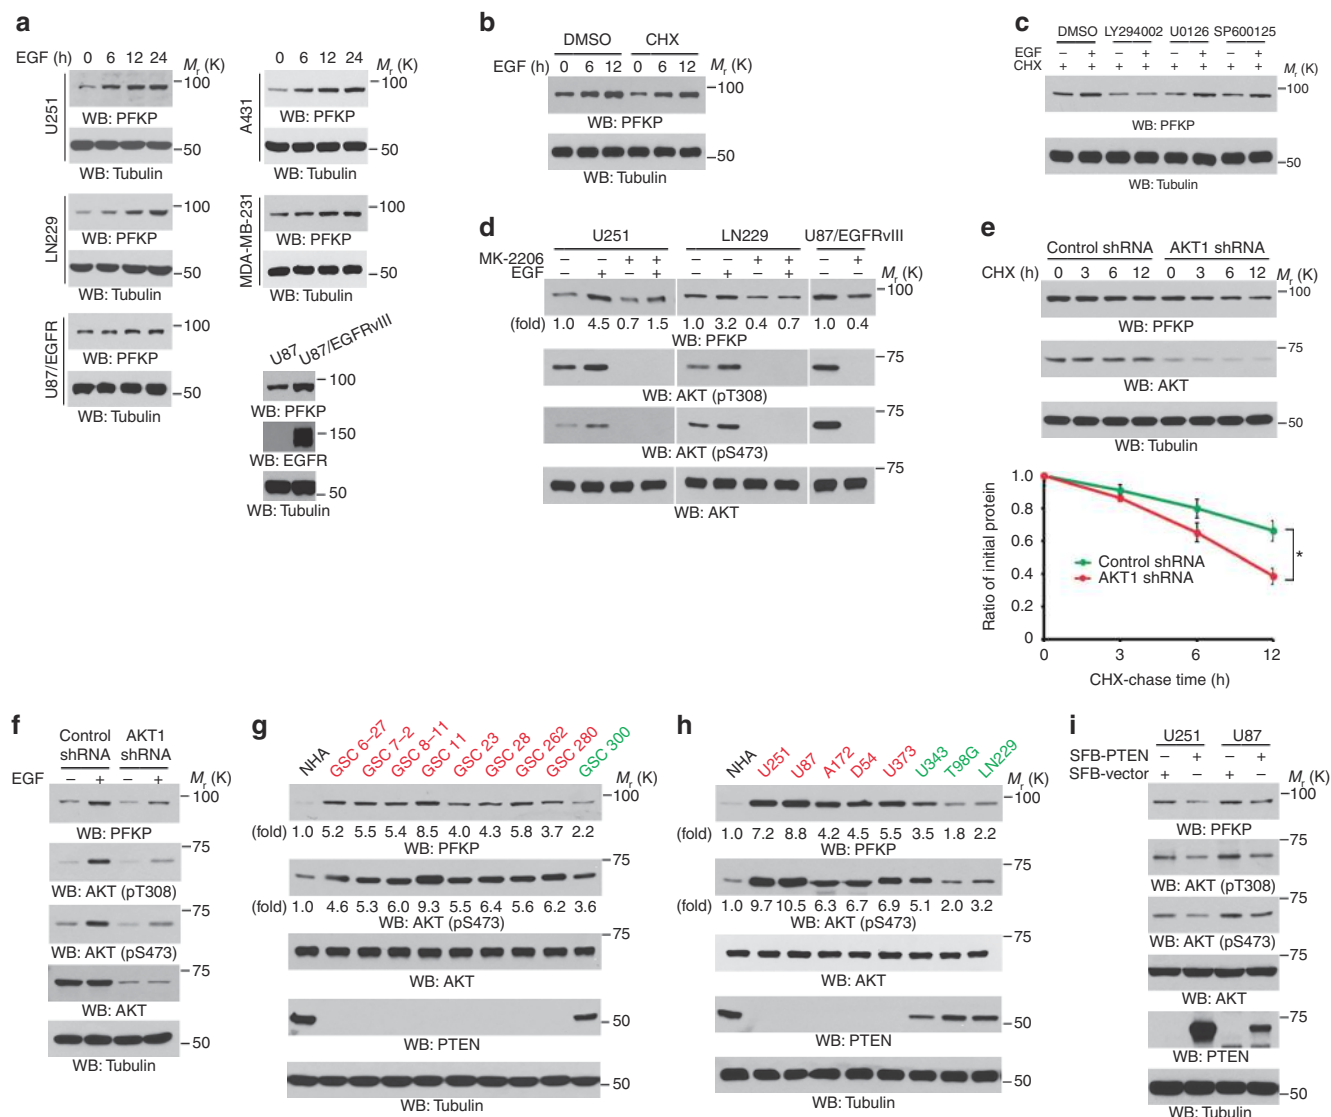 a
EGF (h) 0 6 12 24 Mr (K)
U251
100
WB: PFKP
50
WB: Tubulin
LN229
100
WB: PFKP
50
WB: Tubulin
U87/EGFR
100
WB: PFKP
50
WB: Tubulin
0 6 12 24 Mr (K)
A431
100
WB: PFKP
50
WB: Tubulin
MDA-MB-231
100
WB: PFKP
50
WB: Tubulin
U87 U87/EGFRvIII
100
WB: PFKP
150
WB: EGFR
50
WB: Tubulin
b
DMSO CHX
EGF (h) 0 6 12 0 6 12 Mr (K)
100
WB: PFKP
50
WB: Tubulin
c
DMSO LY294002 U0126 SP600125
EGF – + – + – + – +
CHX + + + + + + + + Mr (K)
100
WB: PFKP
50
WB: Tubulin
d
U251 LN229 U87/EGFRvIII
MK-2206 – – + + – – + + – +
EGF – + – + – + – + Mr (K)
100
(fold) 1.0 4.5 0.7 1.5 1.0 3.2 0.4 0.7 1.0 0.4
WB: PFKP
75
WB: AKT (pT308)
75
WB: AKT (pS473)
75
WB: AKT
e
Control shRNA AKT1 shRNA
CHX (h) 0 3 6 12 0 3 6 12 Mr (K)
100
WB: PFKP
75
WB: AKT
50
WB: Tubulin
Ratio of initial protein
1.0
0.8
0.6
0.4
0.2
0
Control shRNA
AKT1 shRNA
*
0 3 6 12
CHX-chase time (h)
f
Control shRNA AKT1 shRNA
EGF – + – + Mr (K)
100
WB: PFKP
75
WB: AKT (pT308)
75
WB: AKT (pS473)
75
WB: AKT
50
WB: Tubulin
g
NHA GSC 6–27 GSC 7–2 GSC 8–11 GSC 11 GSC 23 GSC 28 GSC 262 GSC 280 GSC 300 Mr (K)
100
(fold) 1.0 5.2 5.5 5.4 8.5 4.0 4.3 5.8 3.7 2.2
WB: PFKP
75
(fold) 1.0 4.6 5.3 6.0 9.3 5.5 6.4 5.6 6.2 3.6
WB: AKT (pS473)
75
WB: AKT
50
WB: PTEN
50
WB: Tubulin
h
NHA U251 U87 A172 D54 U373 U343 T98G LN229 Mr (K)
100
(fold) 1.0 7.2 8.8 4.2 4.5 5.5 3.5 1.8 2.2
WB: PFKP
75
(fold) 1.0 9.7 10.5 6.3 6.7 6.9 5.1 2.0 3.2
WB: AKT (pS473)
75
WB: AKT
50
WB: PTEN
50
WB: Tubulin
i
U251 U87
SFB-PTEN – + – +
SFB-vector + – + – Mr (K)
100
WB: PFKP
75
WB: AKT (pT308)
75
WB: AKT (pS473)
75
WB: AKT
75
WB: PTEN
50
WB: Tubulin